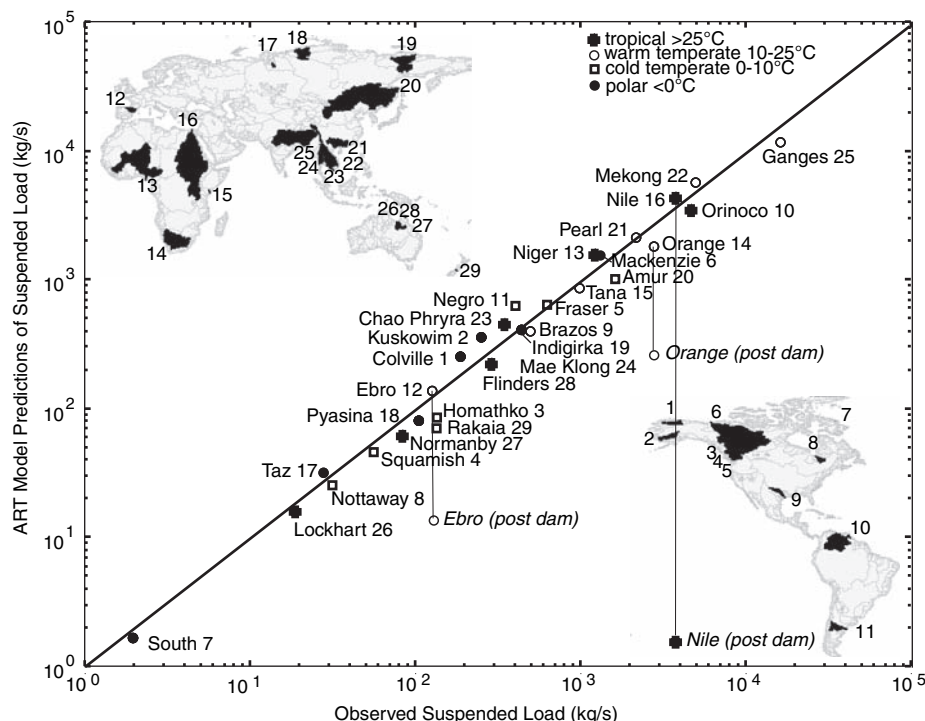 ART Model Predictions of Suspended Load (kg/s)
10^5
10^4
10^3
10^2
10^1
10^0
10^0 10^1 10^2 10^3 10^4 10^5
Observed Suspended Load (kg/s)
tropical >25°C
warm temperate 10-25°C
cold temperate 0-10°C
polar <0°C
17
18
19
12
16
20
21
25
22
24
23
13
15
26
28
27
14
29
Ganges 25
Mekong 22
Nile 16
Orinoco 10
Pearl 21
Orange 14
Niger 13
Mackenzie 6
Amur 20
Tana 15
Negro 11
Fraser 5
Chao Phryra 23
Brazos 9
Kuskowim 2
Indigirka 19
Orange (post dam)
Colville 1
Mae Klong 24
Flinders 28
Ebro 12
Homathko 3
Pyasina 18
Rakaia 29
Normanby 27
Squamish 4
Taz 17
Nottaway 8
Ebro (post dam)
Lockhart 26
South 7
Nile (post dam)
1
6
7
2
8
3
4
5
9
10
11